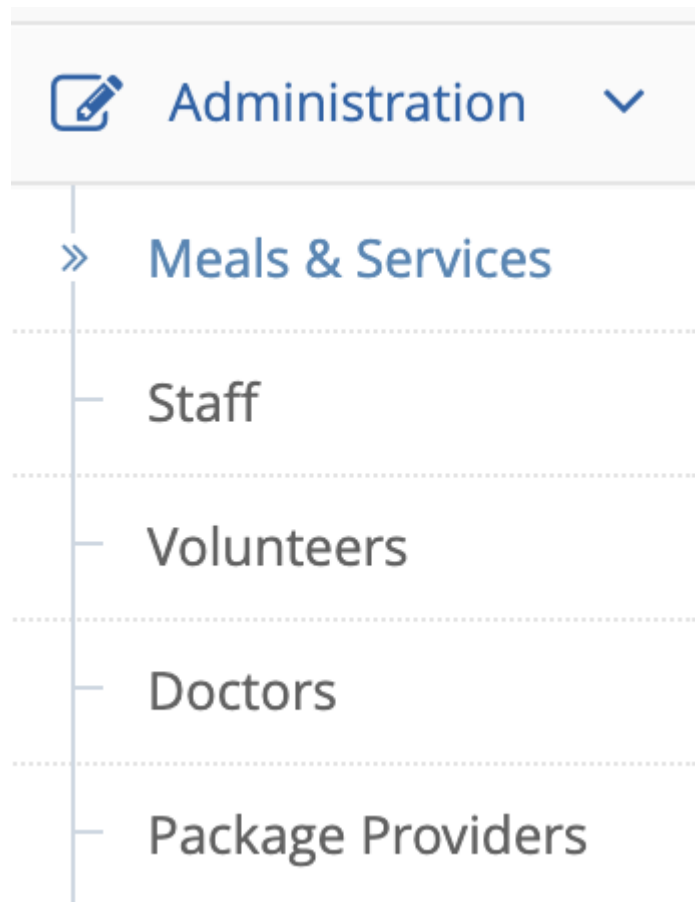 Administration
Meals & Services
Staff
Volunteers
Doctors
Package Providers